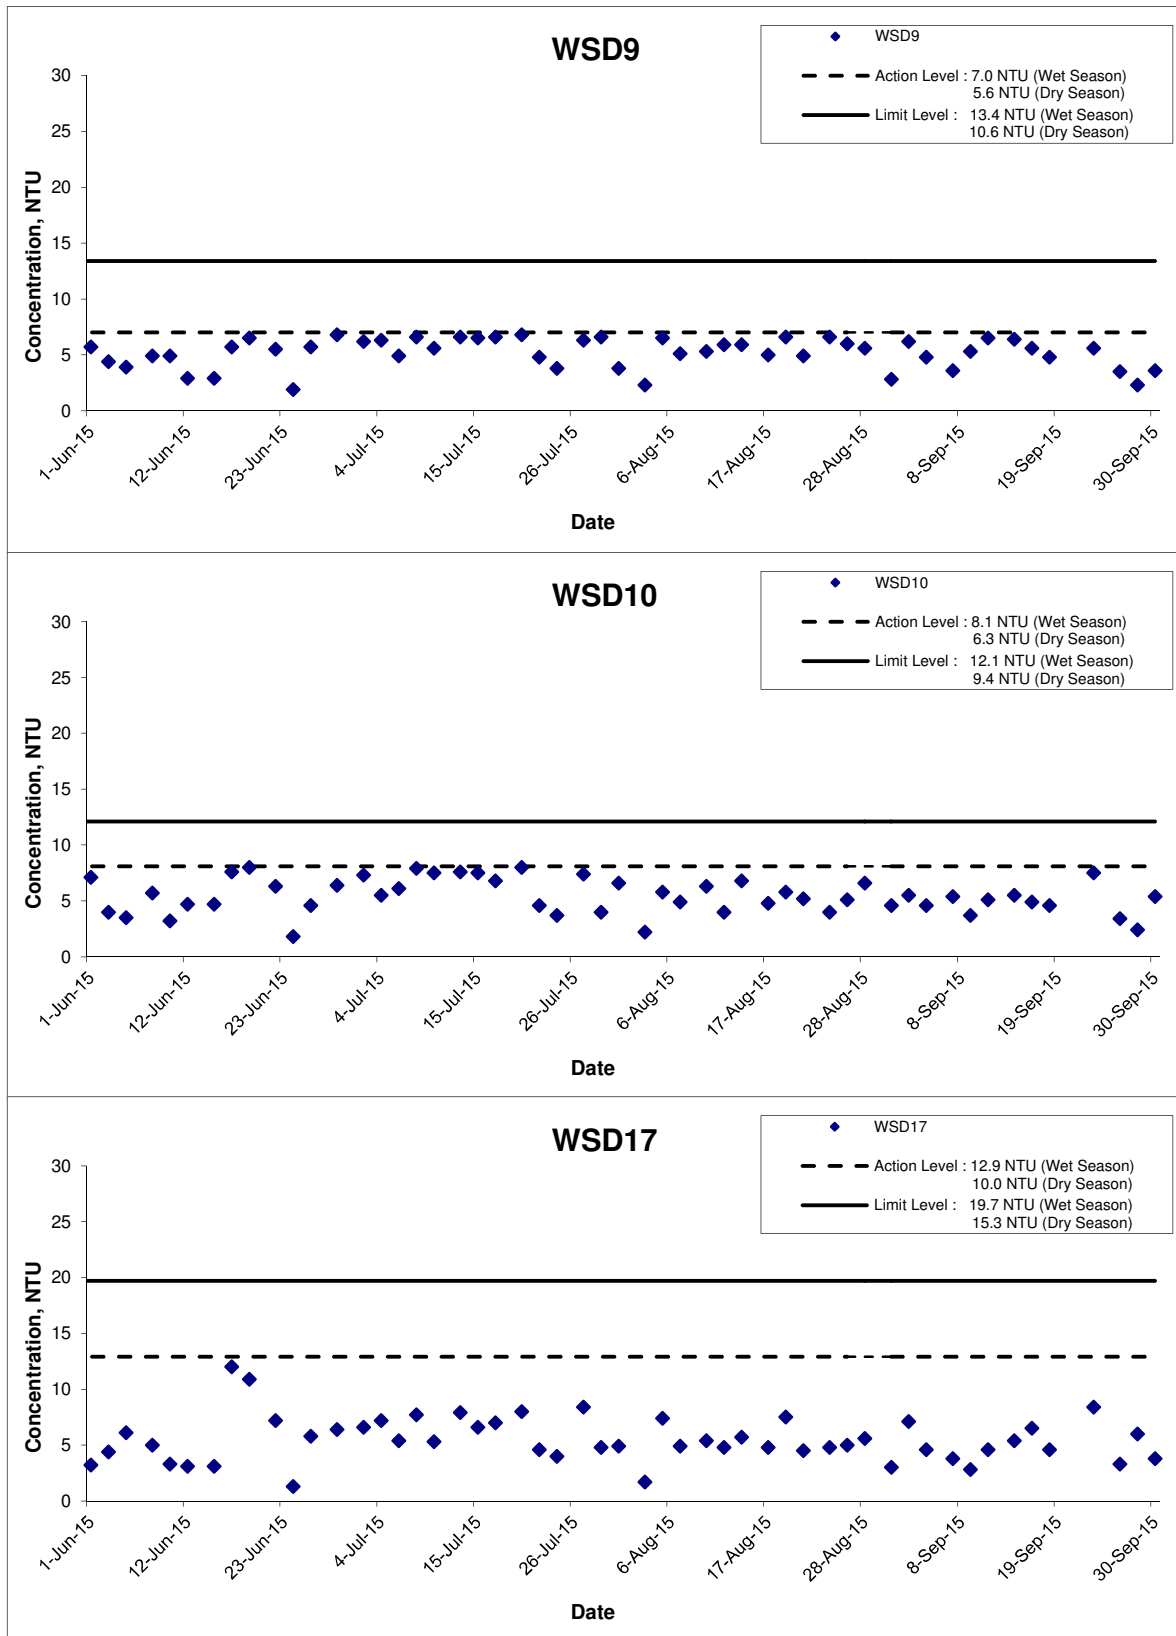 WSD9
WSD9
Action Level : 7.0 NTU (Wet Season)
5.6 NTU (Dry Season)
Limit Level : 13.4 NTU (Wet Season)
10.6 NTU (Dry Season)
Concentration, NTU
30
25
20
15
10
5
0
1-Jun-15
12-Jun-15
23-Jun-15
4-Jul-15
15-Jul-15
26-Jul-15
6-Aug-15
17-Aug-15
28-Aug-15
8-Sep-15
19-Sep-15
30-Sep-15
Date
WSD10
WSD10
Action Level : 8.1 NTU (Wet Season)
6.3 NTU (Dry Season)
Limit Level : 12.1 NTU (Wet Season)
9.4 NTU (Dry Season)
Concentration, NTU
30
25
20
15
10
5
0
1-Jun-15
12-Jun-15
23-Jun-15
4-Jul-15
15-Jul-15
26-Jul-15
6-Aug-15
17-Aug-15
28-Aug-15
8-Sep-15
19-Sep-15
30-Sep-15
Date
WSD17
WSD17
Action Level : 12.9 NTU (Wet Season)
10.0 NTU (Dry Season)
Limit Level : 19.7 NTU (Wet Season)
15.3 NTU (Dry Season)
Concentration, NTU
30
25
20
15
10
5
0
1-Jun-15
12-Jun-15
23-Jun-15
4-Jul-15
15-Jul-15
26-Jul-15
6-Aug-15
17-Aug-15
28-Aug-15
8-Sep-15
19-Sep-15
30-Sep-15
Date